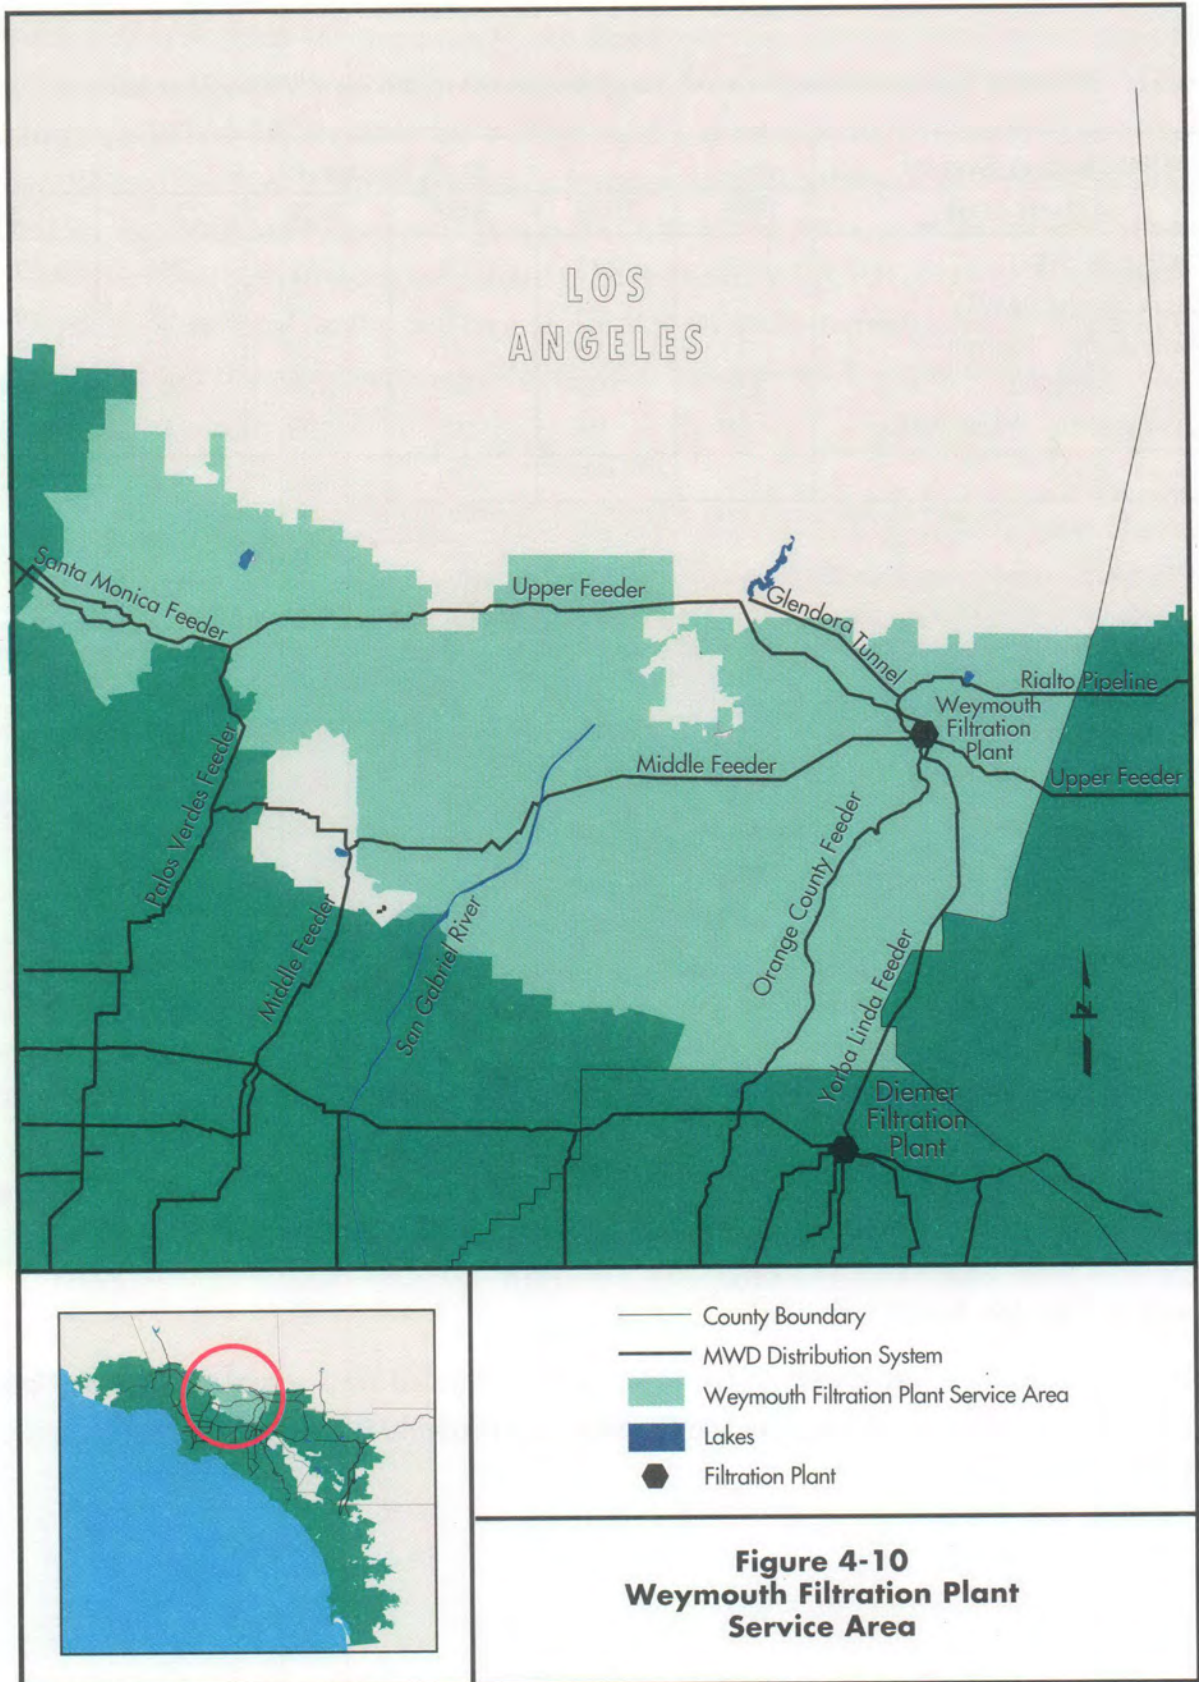 LOS
ANGELES
Santa Monica Feeder
Upper Feeder
Glendora Tunnel
Rialto Pipeline
Weymouth
Filtration
Plant
Middle Feeder
Upper Feeder
Palos Verdes Feeder
Orange County Feeder
Middle Feeder
San Gabriel River
Yorba Linda Feeder
N
Diemer
Filtration
Plant
County Boundary
MWD Distribution System
Weymouth Filtration Plant Service Area
Lakes
Filtration Plant
Figure 4-10
Weymouth Filtration Plant
Service Area